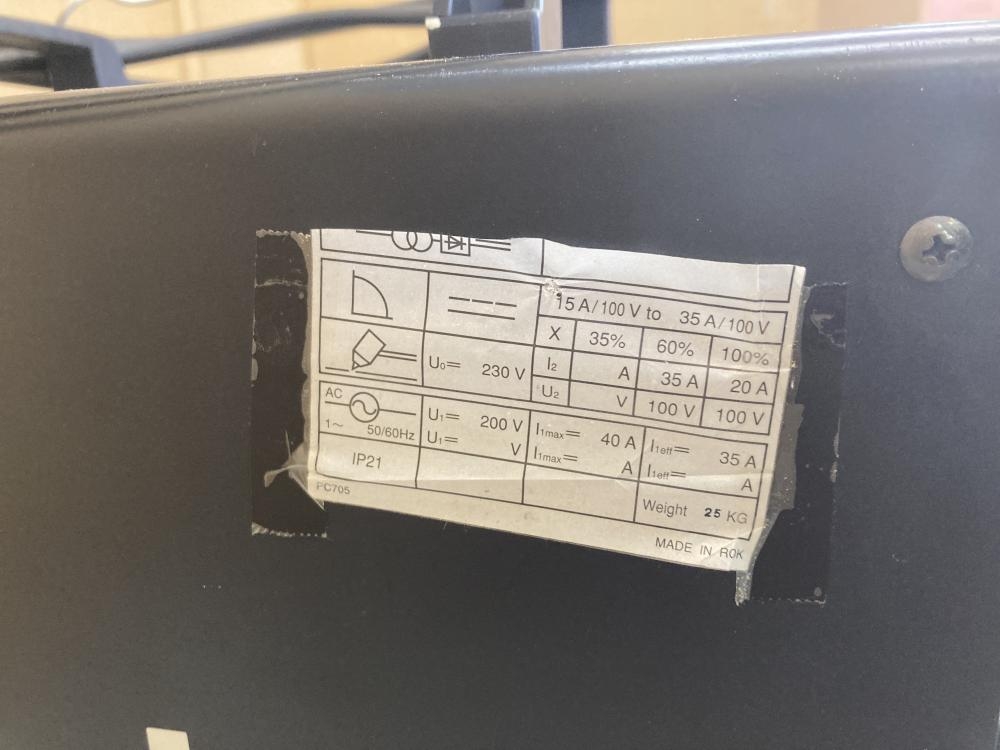 15 A/100 V to 35 A/100 V
X 35% 60% 100%
U₀= 230 V I₂ A 35 A 20 A
U₂ V 100 V 100 V
AC
1~ 50/60Hz
U₁= 200 V I₁max= 40 A I₁eff= 35 A
U₁= V I₁max= A I₁eff= A
IP21
Weight 25 KG
PC705
MADE IN ROK